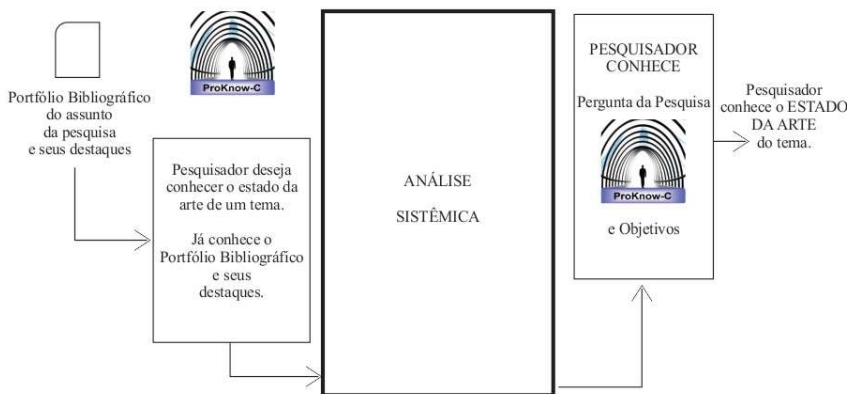 Portfólio Bibliográfico
do assunto
da pesquisa
e seus destaques
ProKnow-C
Pesquisador deseja
conhecer o estado da
arte de um tema.
Já conhece o
Portfólio Bibliográfico
e seus
destaques.
ANÁLISE
SISTÊMICA
PESQUISADOR
CONHECE
Pergunta da Pesquisa
ProKnow-C
e Objetivos
Pesquisador
conhece o ESTADO
DA ARTE
do tema.